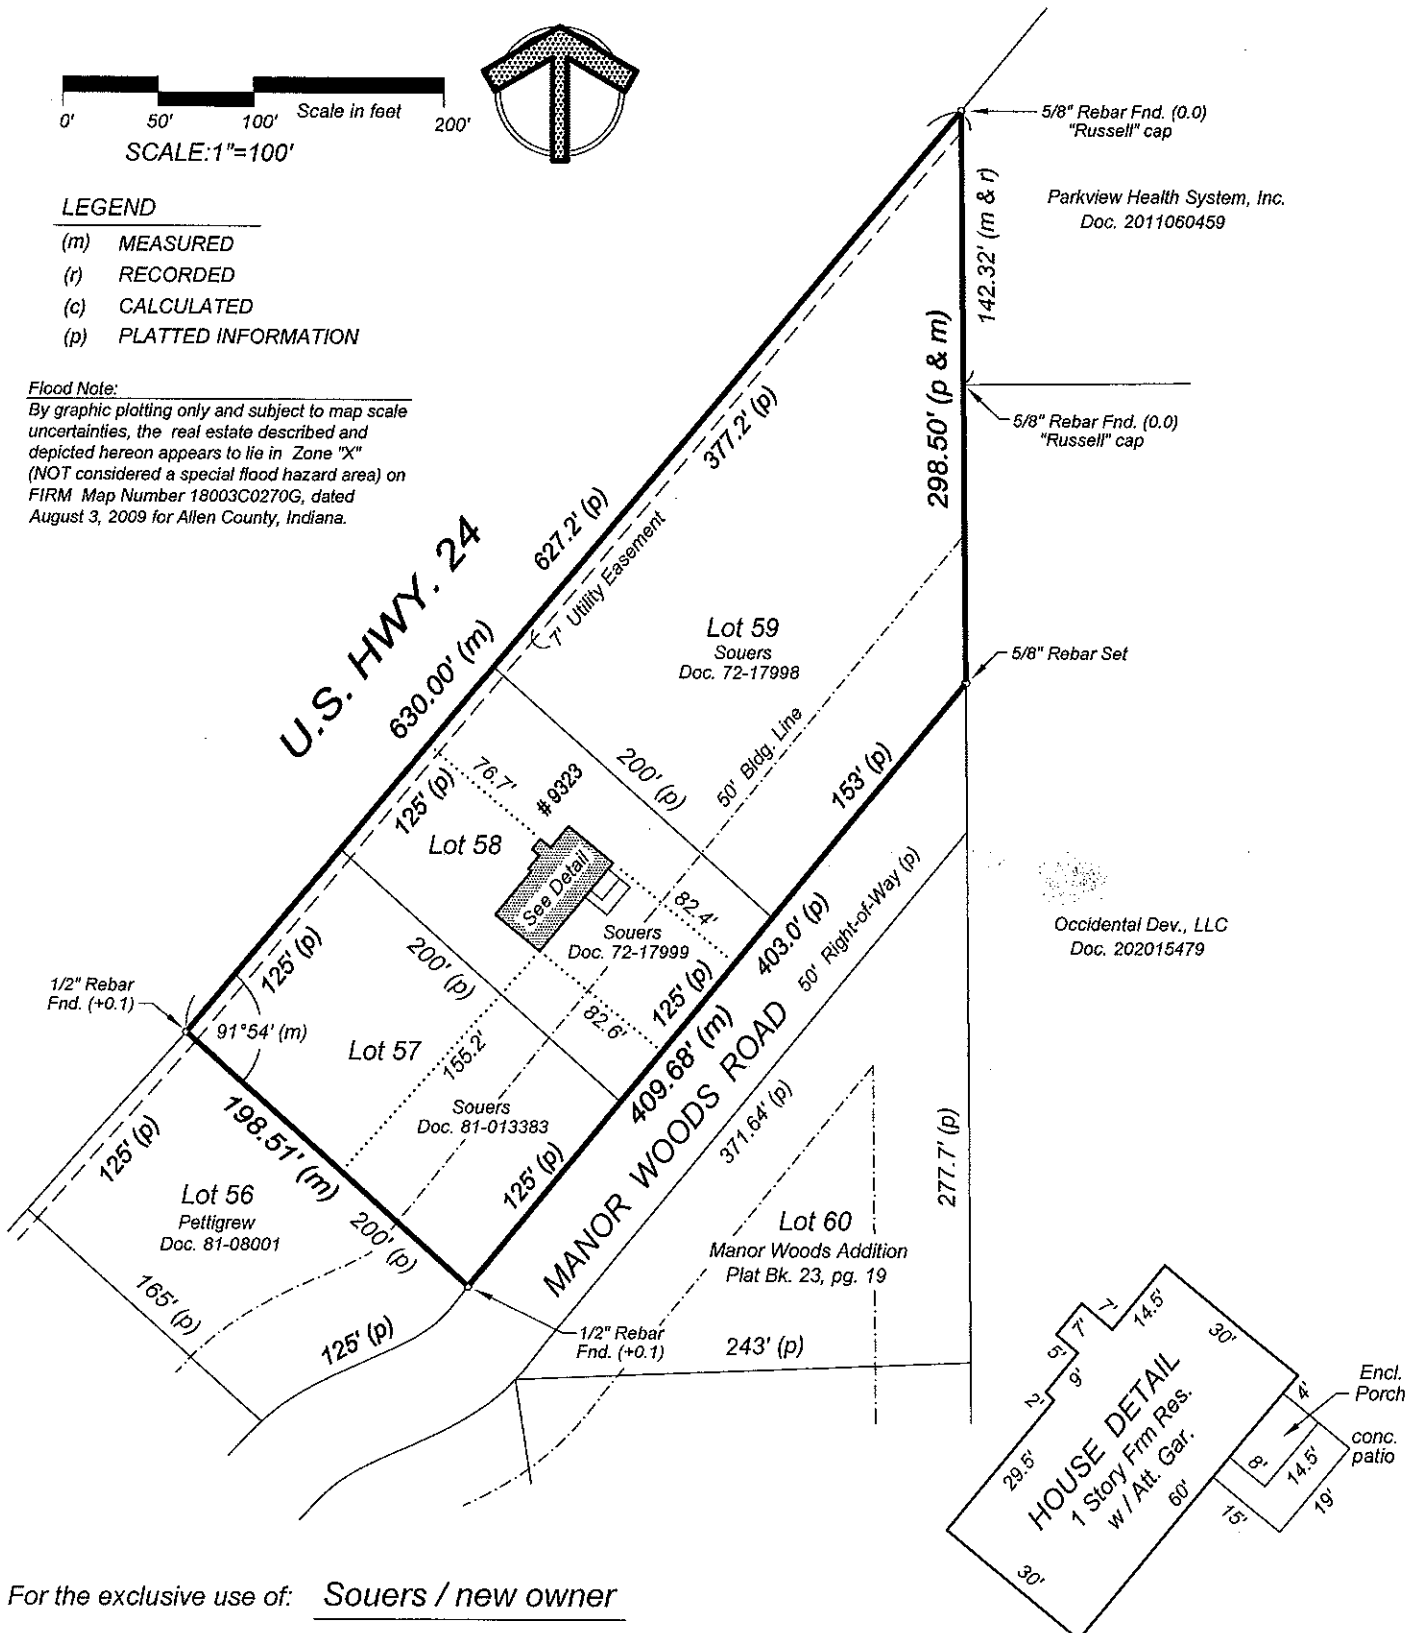 0' 50' 100' Scale in feet 200'
SCALE:1"=100'
LEGEND
(m) MEASURED
(r) RECORDED
(c) CALCULATED
(p) PLATTED INFORMATION
Flood Note:
By graphic plotting only and subject to map scale
uncertainties, the real estate described and
depicted hereon appears to lie in Zone "X"
(NOT considered a special flood hazard area) on
FIRM Map Number 18003C0270G, dated
August 3, 2009 for Allen County, Indiana.
5/8" Rebar Fnd. (0.0)
"Russell" cap
Parkview Health System, Inc.
Doc. 2011060459
142.32' (m & r)
298.50' (p & m)
5/8" Rebar Fnd. (0.0)
"Russell" cap
377.2' (p)
627.2' (p)
7' Utility Easement
U.S. HWY. 24
630.00' (m)
Lot 59
Souers
Doc. 72-17998
5/8" Rebar Set
50' Bldg. Line
200' (p)
153' (p)
76.7'
#9323
125' (p)
Lot 58
See Detail
82.4'
Souers
Doc. 72-17999
403.0' (p)
50' Right-of-Way (p)
Occidental Dev., LLC
Doc. 202015479
1/2" Rebar
Fnd. (+0.1)
125' (p)
200' (p)
125' (p)
91°54' (m)
82.6'
Lot 57
155.2'
409.68' (m)
Souers
Doc. 81-013383
198.51' (m)
125' (p)
MANOR WOODS ROAD
371.64' (p)
277.7' (p)
125' (p)
Lot 56
Pettigrew
Doc. 81-08001
200' (p)
Lot 60
Manor Woods Addition
Plat Bk. 23, pg. 19
165' (p)
125' (p)
1/2" Rebar
Fnd. (+0.1)
243' (p)
7'
14.5'
7'
30'
5'
9'
2'
29.5'
HOUSE DETAIL
1 Story Frm Res.
w / Att. Gar.
4'
Encl.
Porch
conc.
patio
8'
14.5'
60'
15'
19'
30'
For the exclusive use of: Souers / new owner